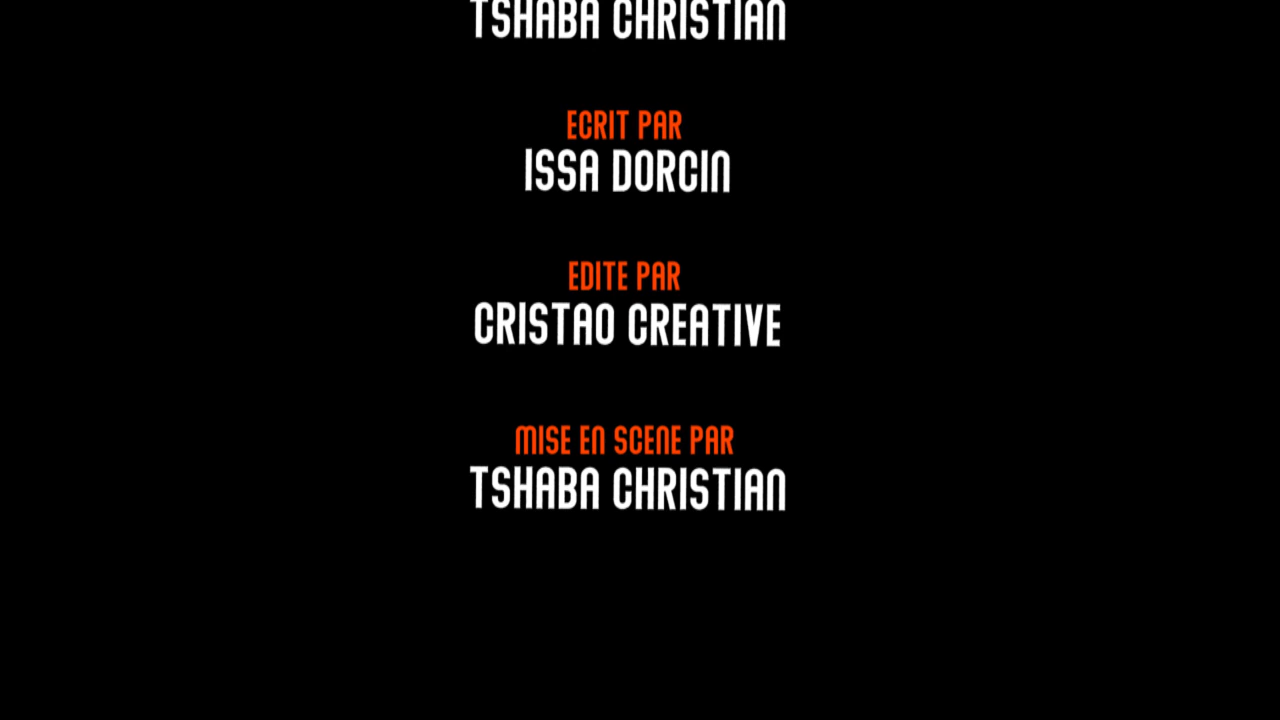 TSHABA CHRISTIAN
ECRIT PAR
ISSA DORCIN
EDITE PAR
CRISTAO CREATIVE
MISE EN SCENE PAR
TSHABA CHRISTIAN